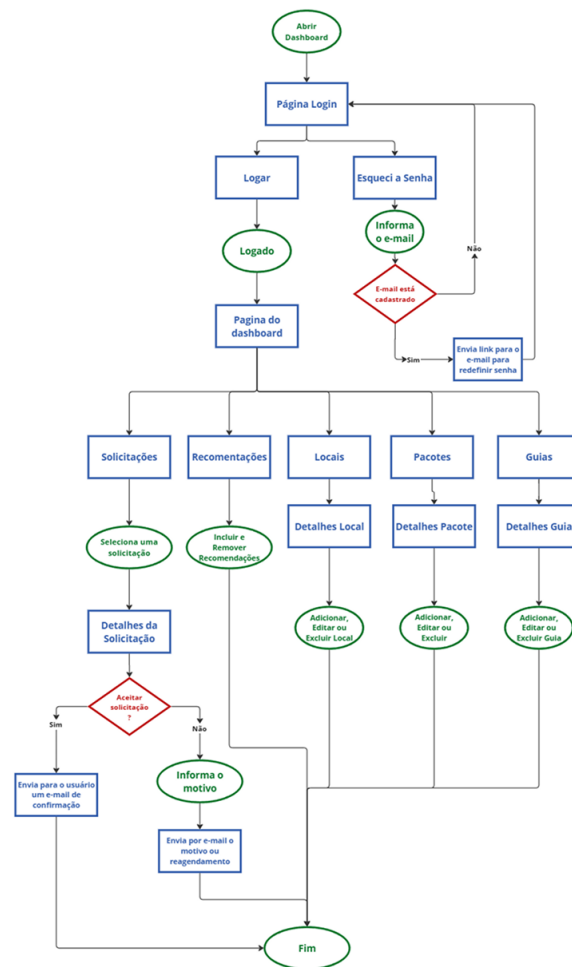 Abrir
Dashboard
Página Login
Logar
Esqueci a Senha
Informa
o e-mail
Logado
Não
E-mail está
cadastrado
Pagina do
dashboard
Sim
Envia link para o
e-mail para
redefinir senha
Solicitações
Recomentações
Locais
Pacotes
Guias
Detalhes Local
Detalhes Pacote
Detalhes Guia
Seleciona uma
solicitação
Incluir e
Remover
Recomendações
Detalhes da
Solicitação
Adicionar,
Editar ou
Excluir Local
Adicionar,
Editar ou
Excluir
Adicionar,
Editar ou
Excluir Guia
Aceitar
solicitação
?
Sim
Não
Envia para o usuário
um e-mail de
confirmação
Informa o
motivo
Envia por e-mail o
motivo ou
reagendamento
Fim